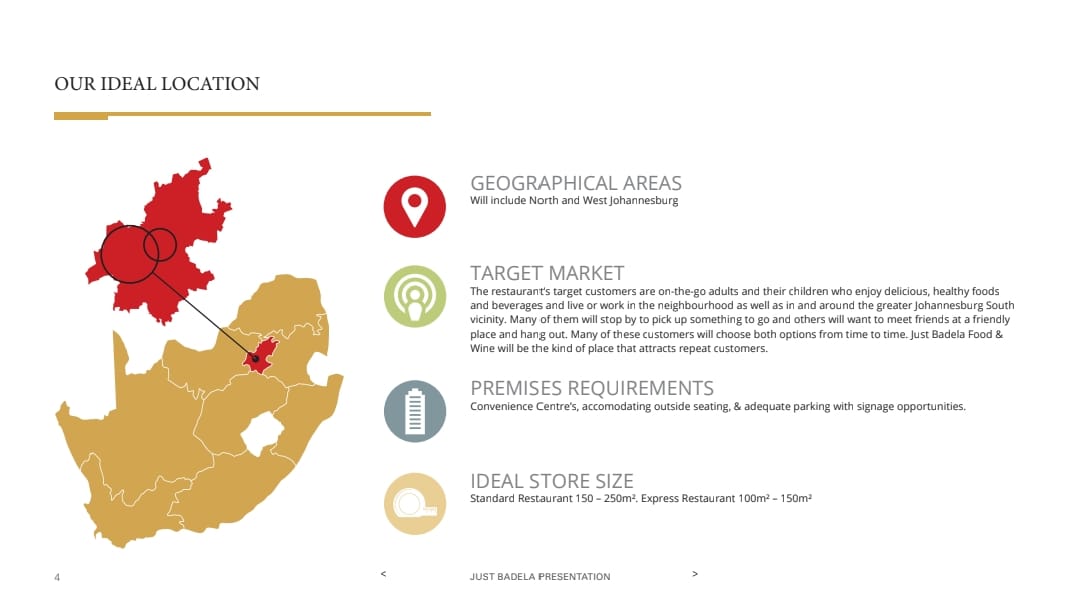 OUR IDEAL LOCATION
GEOGRAPHICAL AREAS
Will include North and West Johannesburg
TARGET MARKET
The restaurant's target customers are on-the-go adults and their children who enjoy delicious, healthy foods
and beverages and live or work in the neighbourhood as well as in and around the greater Johannesburg South
vicinity. Many of them will stop by to pick up something to go and others will want to meet friends at a friendly
place and hang out. Many of these customers will choose both options from time to time. Just Badela Food &
Wine will be the kind of place that attracts repeat customers.
PREMISES REQUIREMENTS
Convenience Centre's, accomodating outside seating, & adequate parking with signage opportunities.
IDEAL STORE SIZE
Standard Restaurant 150 – 250m². Express Restaurant 100m² – 150m²
4
<
JUST BADELA PRESENTATION
>